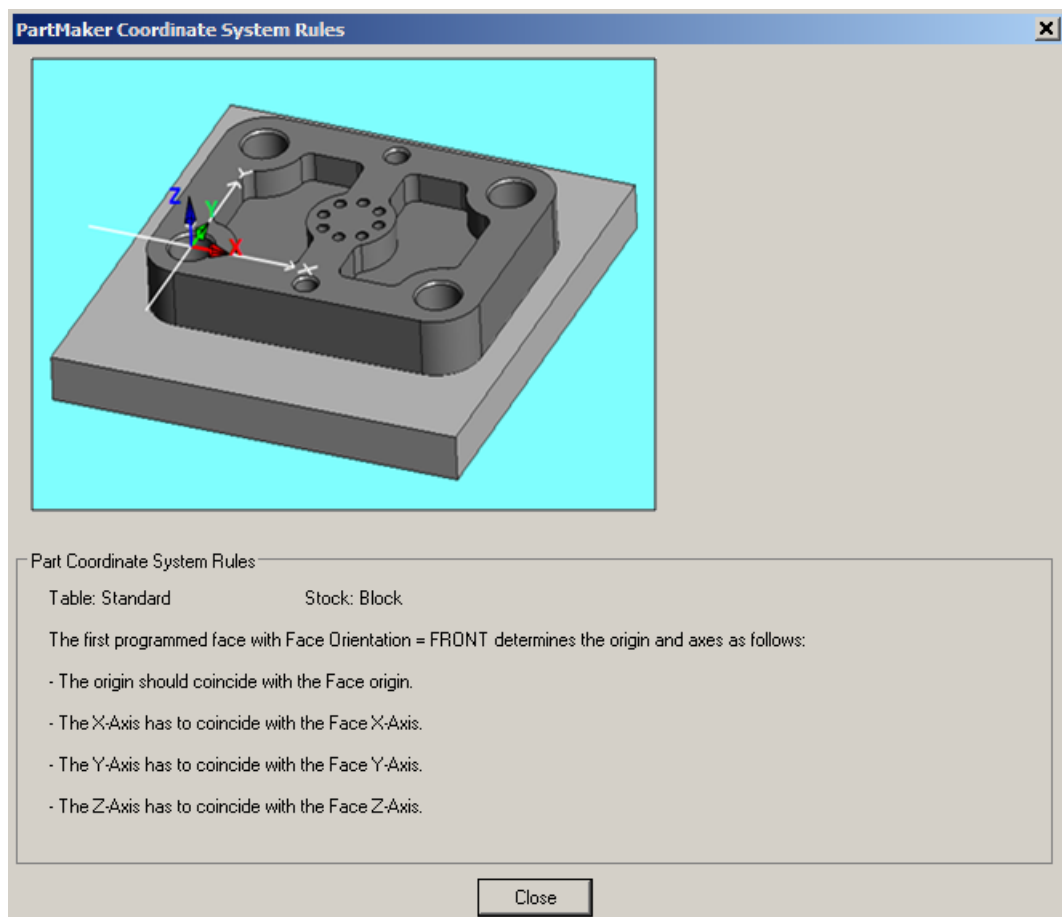 PartMaker Coordinate System Rules
Z
Y
Y
X
X
Part Coordinate System Rules
Table: Standard Stock: Block
The first programmed face with Face Orientation = FRONT determines the origin and axes as follows:
- The origin should coincide with the Face origin.
- The X-Axis has to coincide with the Face X-Axis.
- The Y-Axis has to coincide with the Face Y-Axis.
- The Z-Axis has to coincide with the Face Z-Axis.
Close